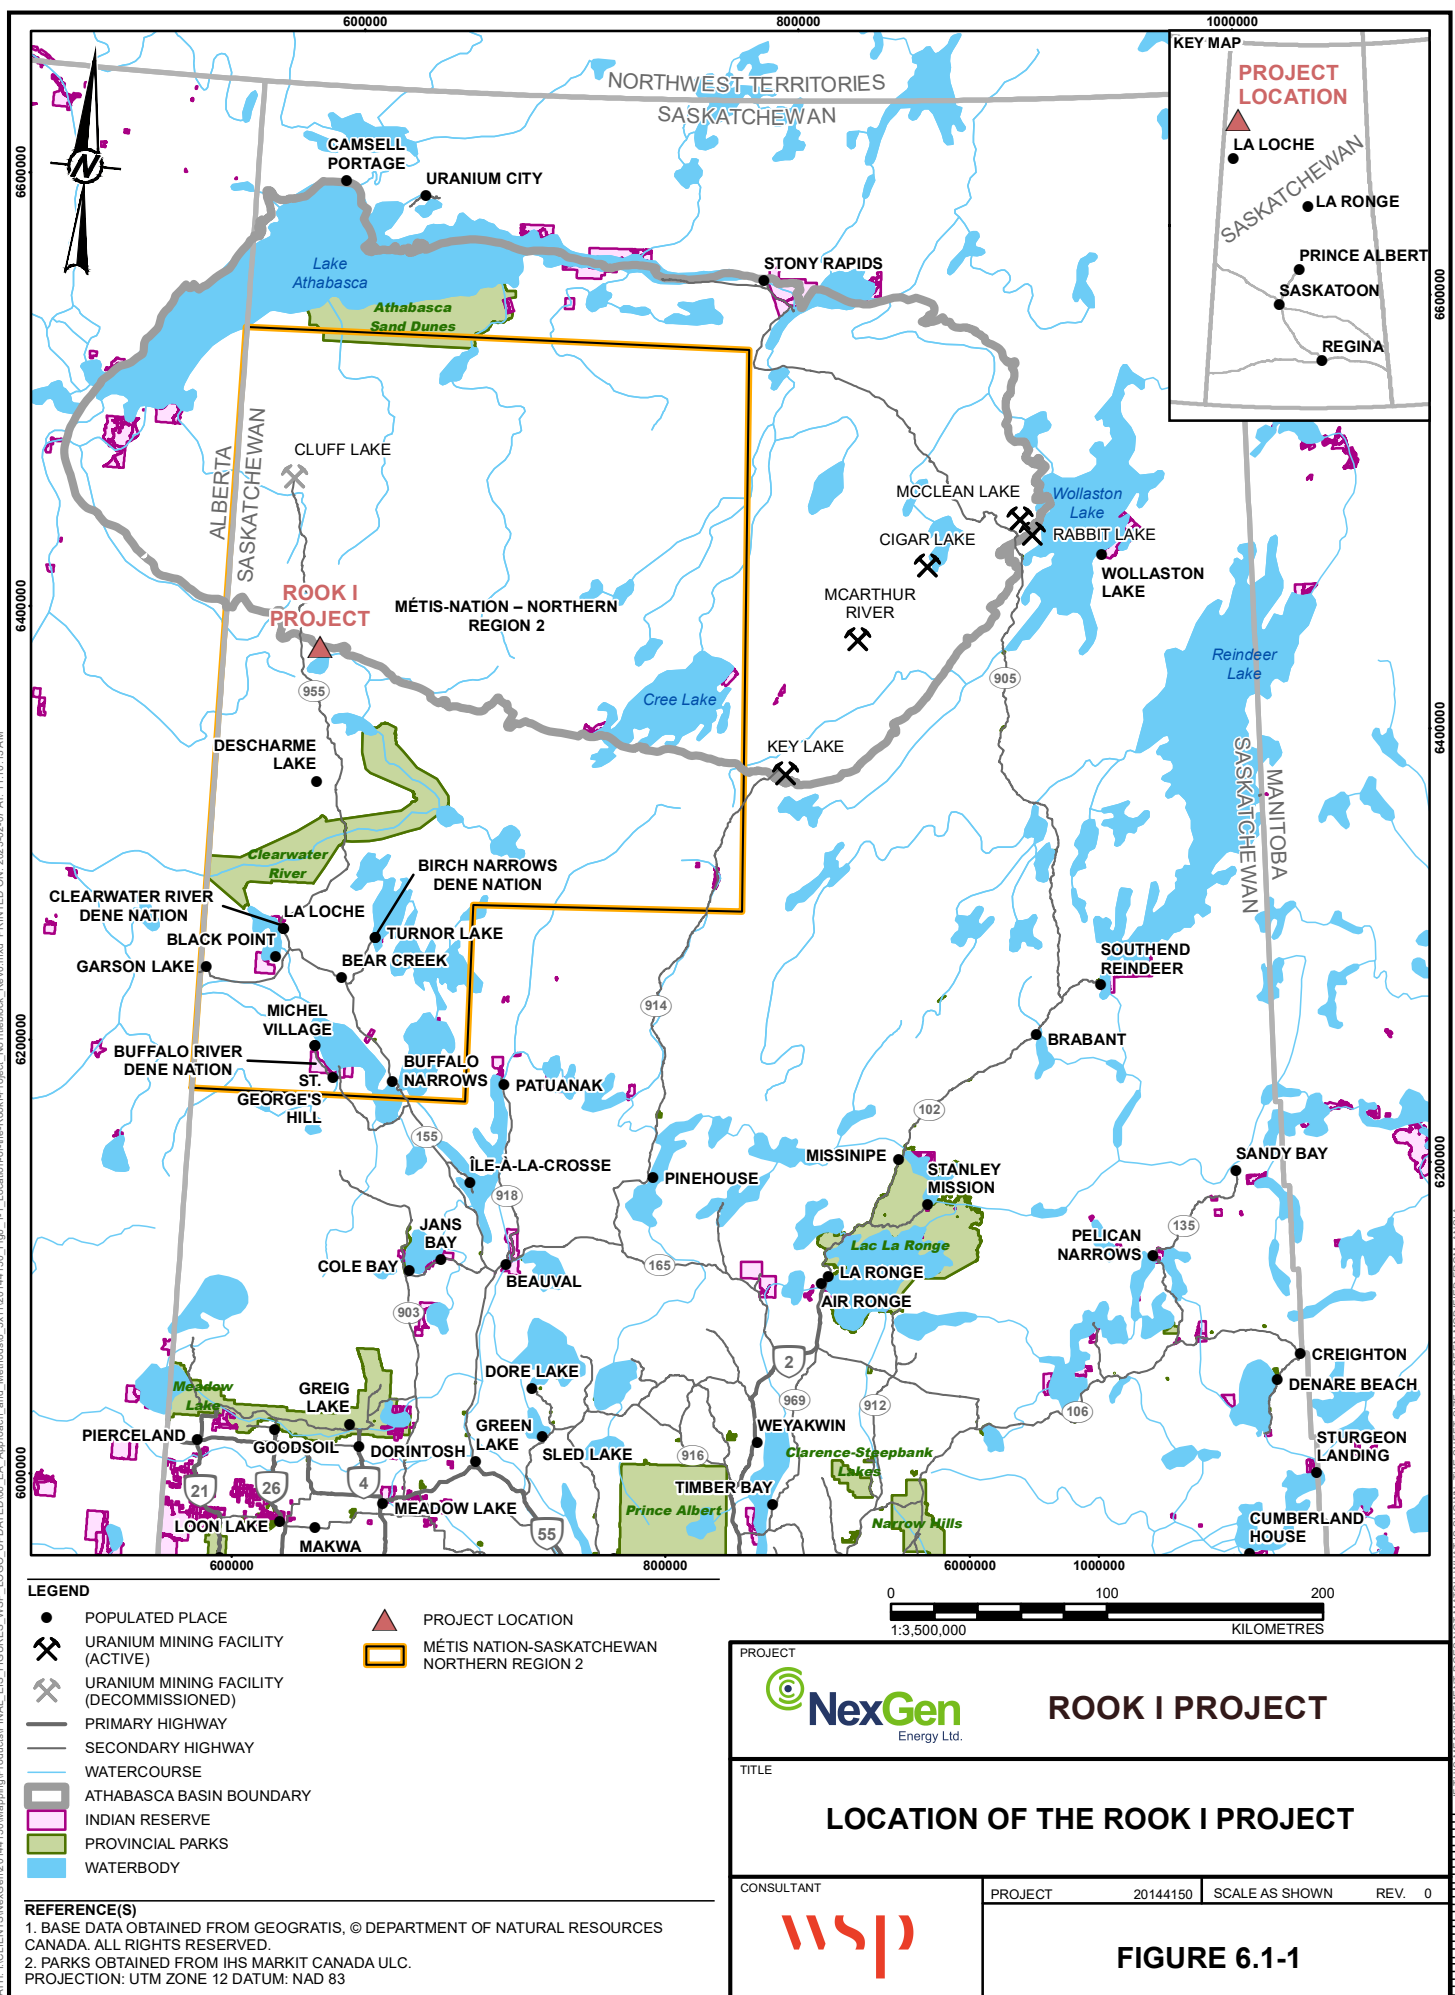 600000
800000
1000000
KEY MAP
PROJECT
LOCATION
LA LOCHE
SASKATCHEWAN
LA RONGE
PRINCE ALBERT
SASKATOON
REGINA
NORTHWEST TERRITORIES
SASKATCHEWAN
N
CAMSELL
PORTAGE
URANIUM CITY
6600000
6600000
Lake
Athabasca
Athabasca
Sand Dunes
STONY RAPIDS
CLUFF LAKE
ALBERTA
SASKATCHEWAN
MCCLEAN LAKE
Wollaston
Lake
RABBIT LAKE
CIGAR LAKE
WOLLASTON
LAKE
MCARTHUR
RIVER
ROOK I
PROJECT
MÉTIS-NATION – NORTHERN
REGION 2
6400000
6400000
Reindeer
Lake
Cree Lake
955
905
DESCHARME
LAKE
KEY LAKE
SASKATCHEWAN
MANITOBA
Clearwater
River
BIRCH NARROWS
DENE NATION
CLEARWATER RIVER
DENE NATION
LA LOCHE
TURNOR LAKE
BLACK POINT
BEAR CREEK
GARSON LAKE
SOUTHEND
REINDEER
MICHEL
VILLAGE
914
BRABANT
BUFFALO RIVER
DENE NATION
BUFFALO
NARROWS
PATUANAK
ST.
GEORGE'S
HILL
6200000
6200000
102
155
MISSINIPE
SANDY BAY
ÎLE-À-LA-CROSSE
PINEHOUSE
STANLEY
MISSION
918
135
JANS
BAY
PELICAN
NARROWS
Lac La Ronge
COLE BAY
165
LA RONGE
BEAUVAL
AIR RONGE
903
2
CREIGHTON
DORE LAKE
DENARE BEACH
Meadow
Lake
GREIG
LAKE
969
912
106
PIERCELAND
GOODSOIL
DORINTOSH
GREEN
LAKE
SLED LAKE
WEYAKWIN
916
Clarence-Steepbank
Lakes
STURGEON
LANDING
6000000
21
26
4
MEADOW LAKE
TIMBER BAY
Prince Albert
Narrow Hills
LOON LAKE
MAKWA
55
CUMBERLAND
HOUSE
600000
800000
6000000
1000000
LEGEND
POPULATED PLACE
URANIUM MINING FACILITY
(ACTIVE)
URANIUM MINING FACILITY
(DECOMMISSIONED)
PRIMARY HIGHWAY
SECONDARY HIGHWAY
WATERCOURSE
ATHABASCA BASIN BOUNDARY
INDIAN RESERVE
PROVINCIAL PARKS
WATERBODY
PROJECT LOCATION
MÉTIS NATION-SASKATCHEWAN
NORTHERN REGION 2
0 100 200
1:3,500,000 KILOMETRES
REFERENCE(S)
1. BASE DATA OBTAINED FROM GEOGRATIS, © DEPARTMENT OF NATURAL RESOURCES
CANADA. ALL RIGHTS RESERVED.
2. PARKS OBTAINED FROM IHS MARKIT CANADA ULC.
PROJECTION: UTM ZONE 12 DATUM: NAD 83
PROJECT
NexGen
Energy Ltd.
ROOK I PROJECT
TITLE
LOCATION OF THE ROOK I PROJECT
CONSULTANT
wsp
PROJECT 20144150 SCALE AS SHOWN REV. 0
FIGURE 6.1-1